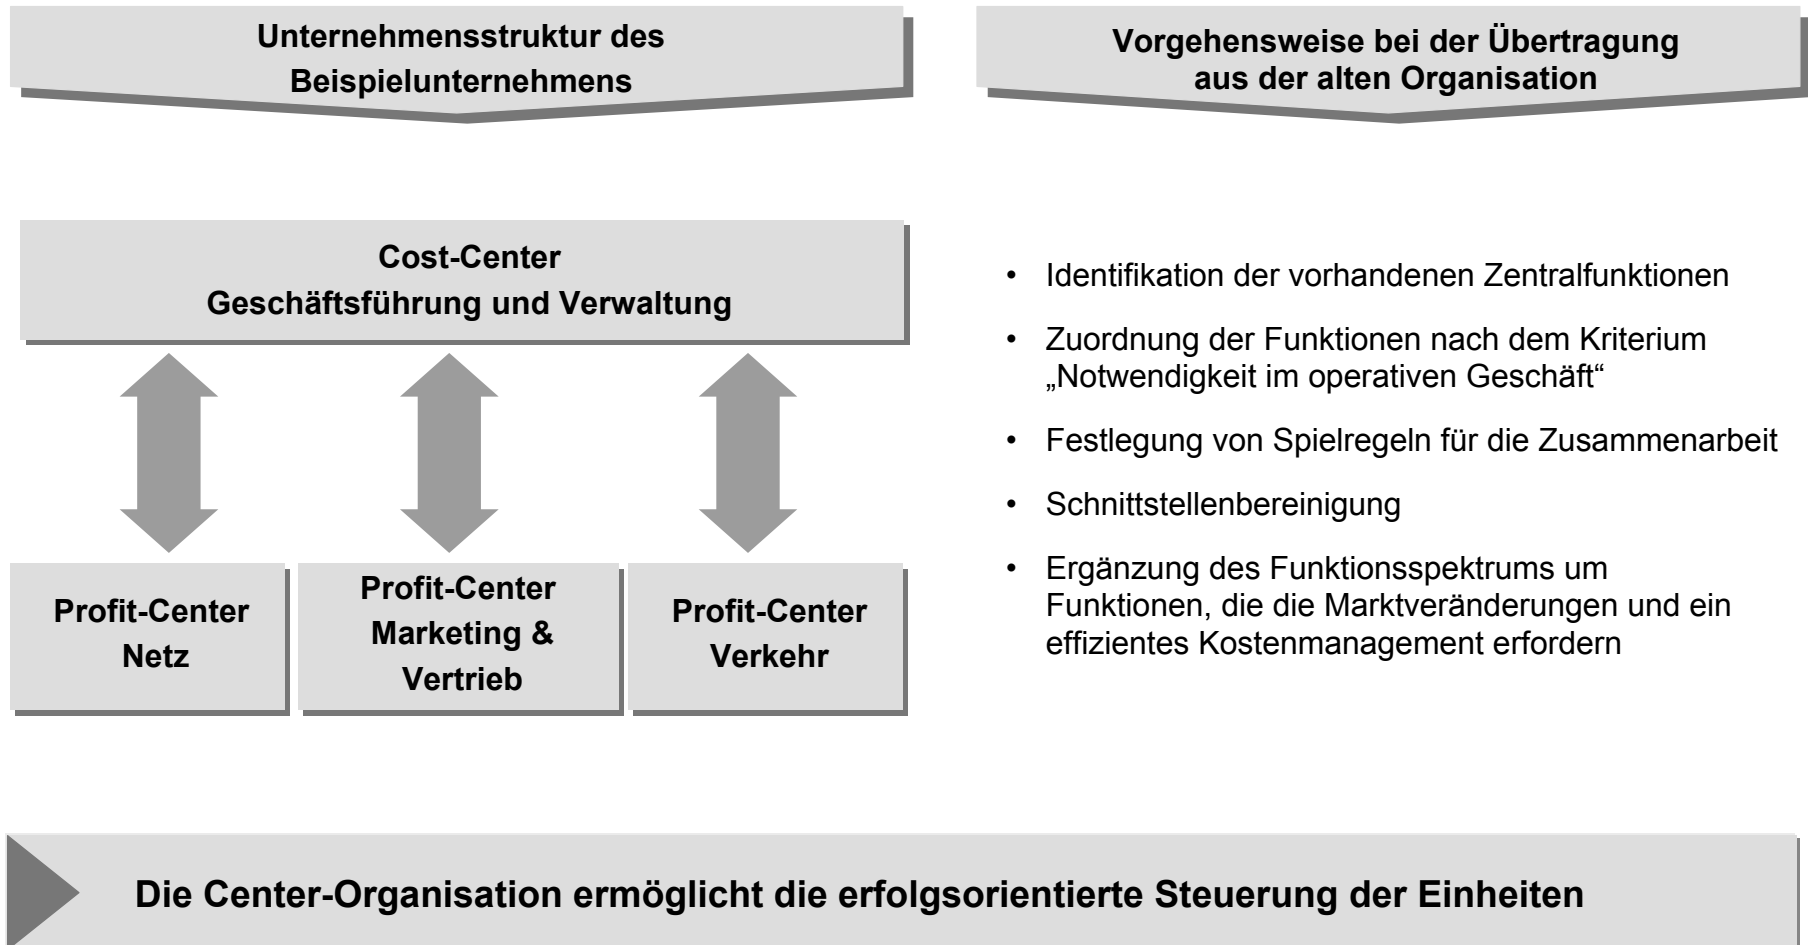 Unternehmensstruktur des
Beispielunternehmens
Vorgehensweise bei der Übertragung
aus der alten Organisation
Cost-Center
Geschäftsführung und Verwaltung
Profit-Center
Netz
Profit-Center
Marketing &
Vertrieb
Profit-Center
Verkehr
• Identifikation der vorhandenen Zentralfunktionen
• Zuordnung der Funktionen nach dem Kriterium
„Notwendigkeit im operativen Geschäft“
• Festlegung von Spielregeln für die Zusammenarbeit
• Schnittstellenbereinigung
• Ergänzung des Funktionsspektrums um
Funktionen, die die Marktveränderungen und ein
effizientes Kostenmanagement erfordern
Die Center-Organisation ermöglicht die erfolgsorientierte Steuerung der Einheiten